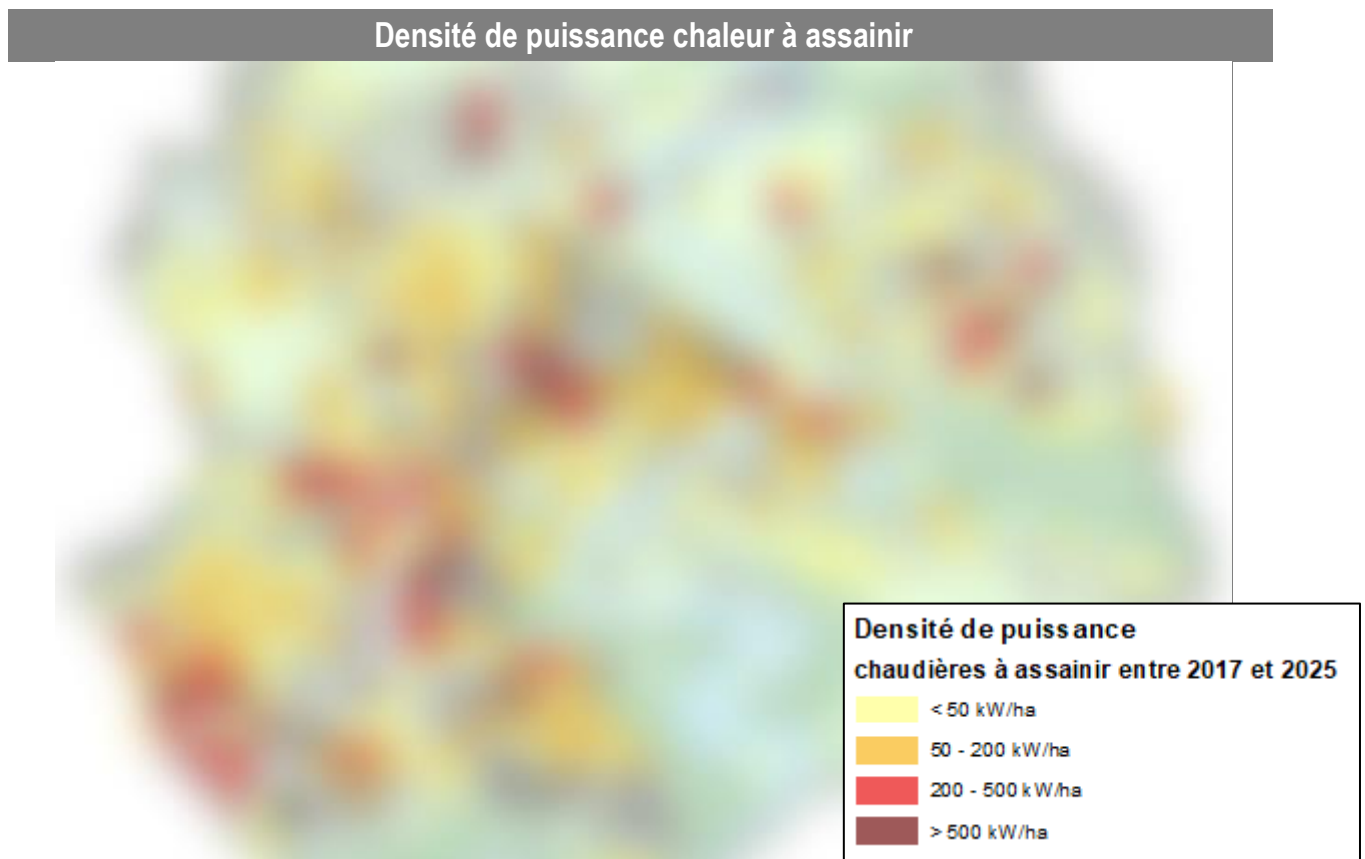 Densité de puissance chaleur à assainir
Densité de puissance
chaudières à assainir entre 2017 et 2025
< 50 kW/ha
50 - 200 kW/ha
200 - 500 kW/ha
> 500 kW/ha